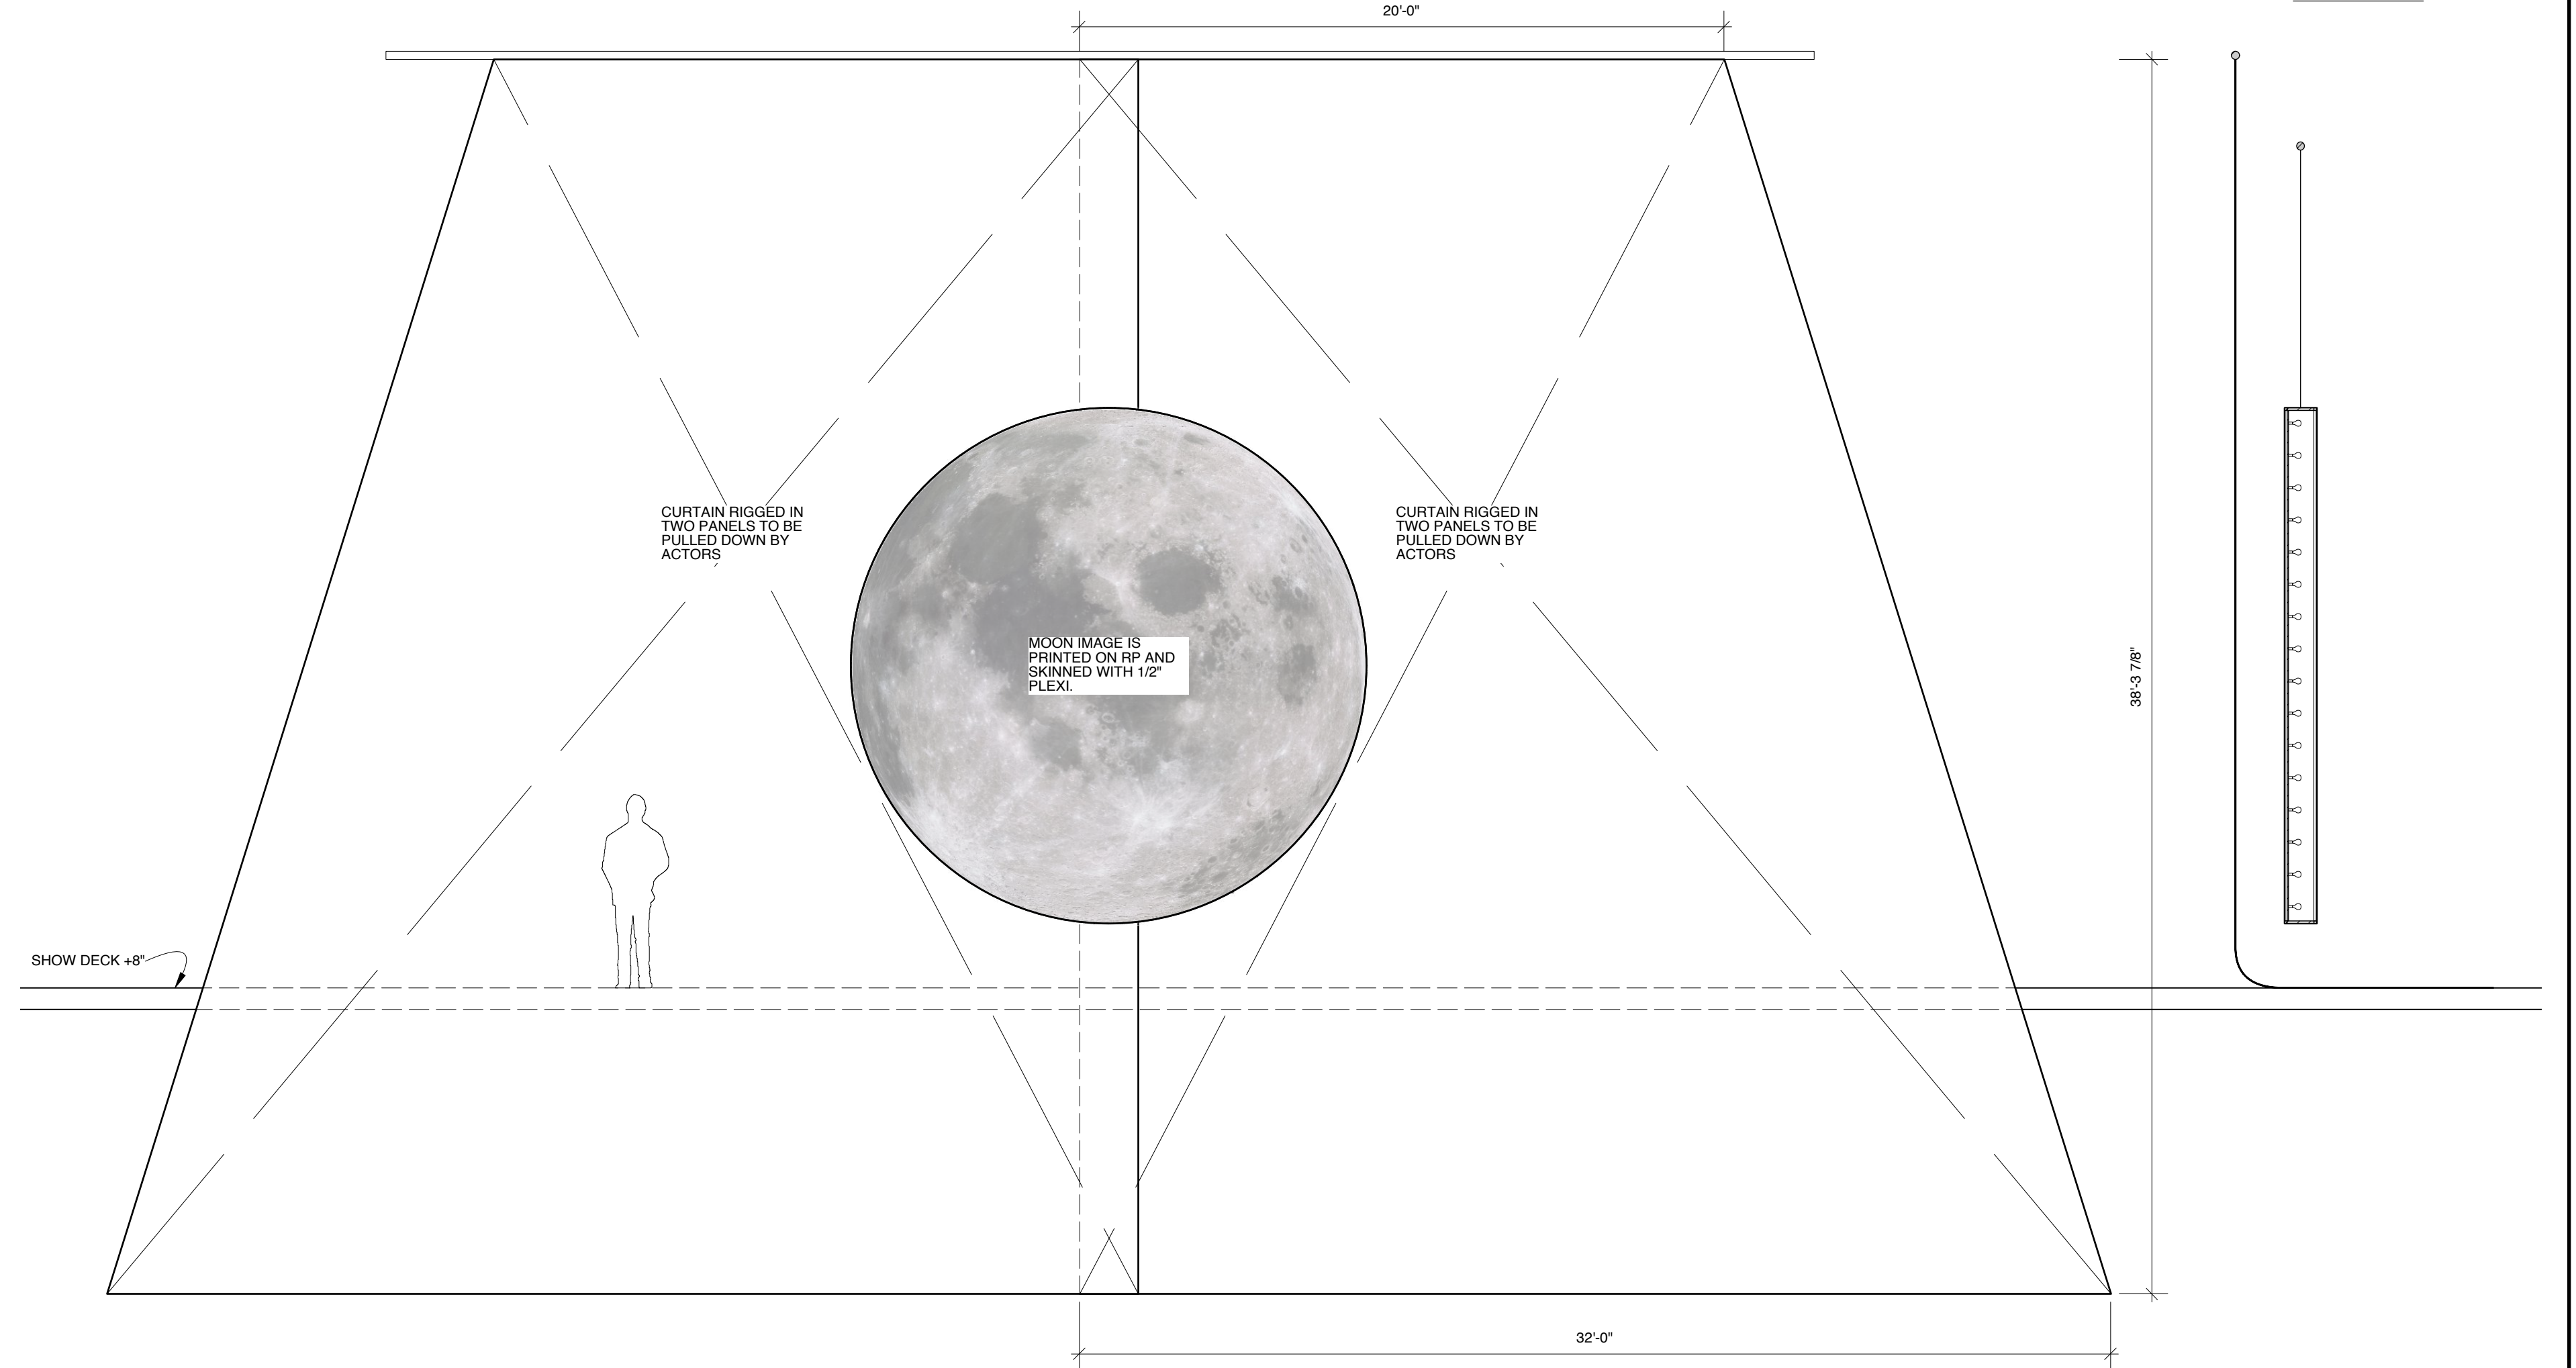 20'-0"
CURTAIN RIGGED IN
TWO PANELS TO BE
PULLED DOWN BY
ACTORS
CURTAIN RIGGED IN
TWO PANELS TO BE
PULLED DOWN BY
ACTORS
MOON IMAGE IS
PRINTED ON RP AND
SKINNED WITH 1/2"
PLEXI.
38'-3 7/8"
SHOW DECK +8"
32'-0"